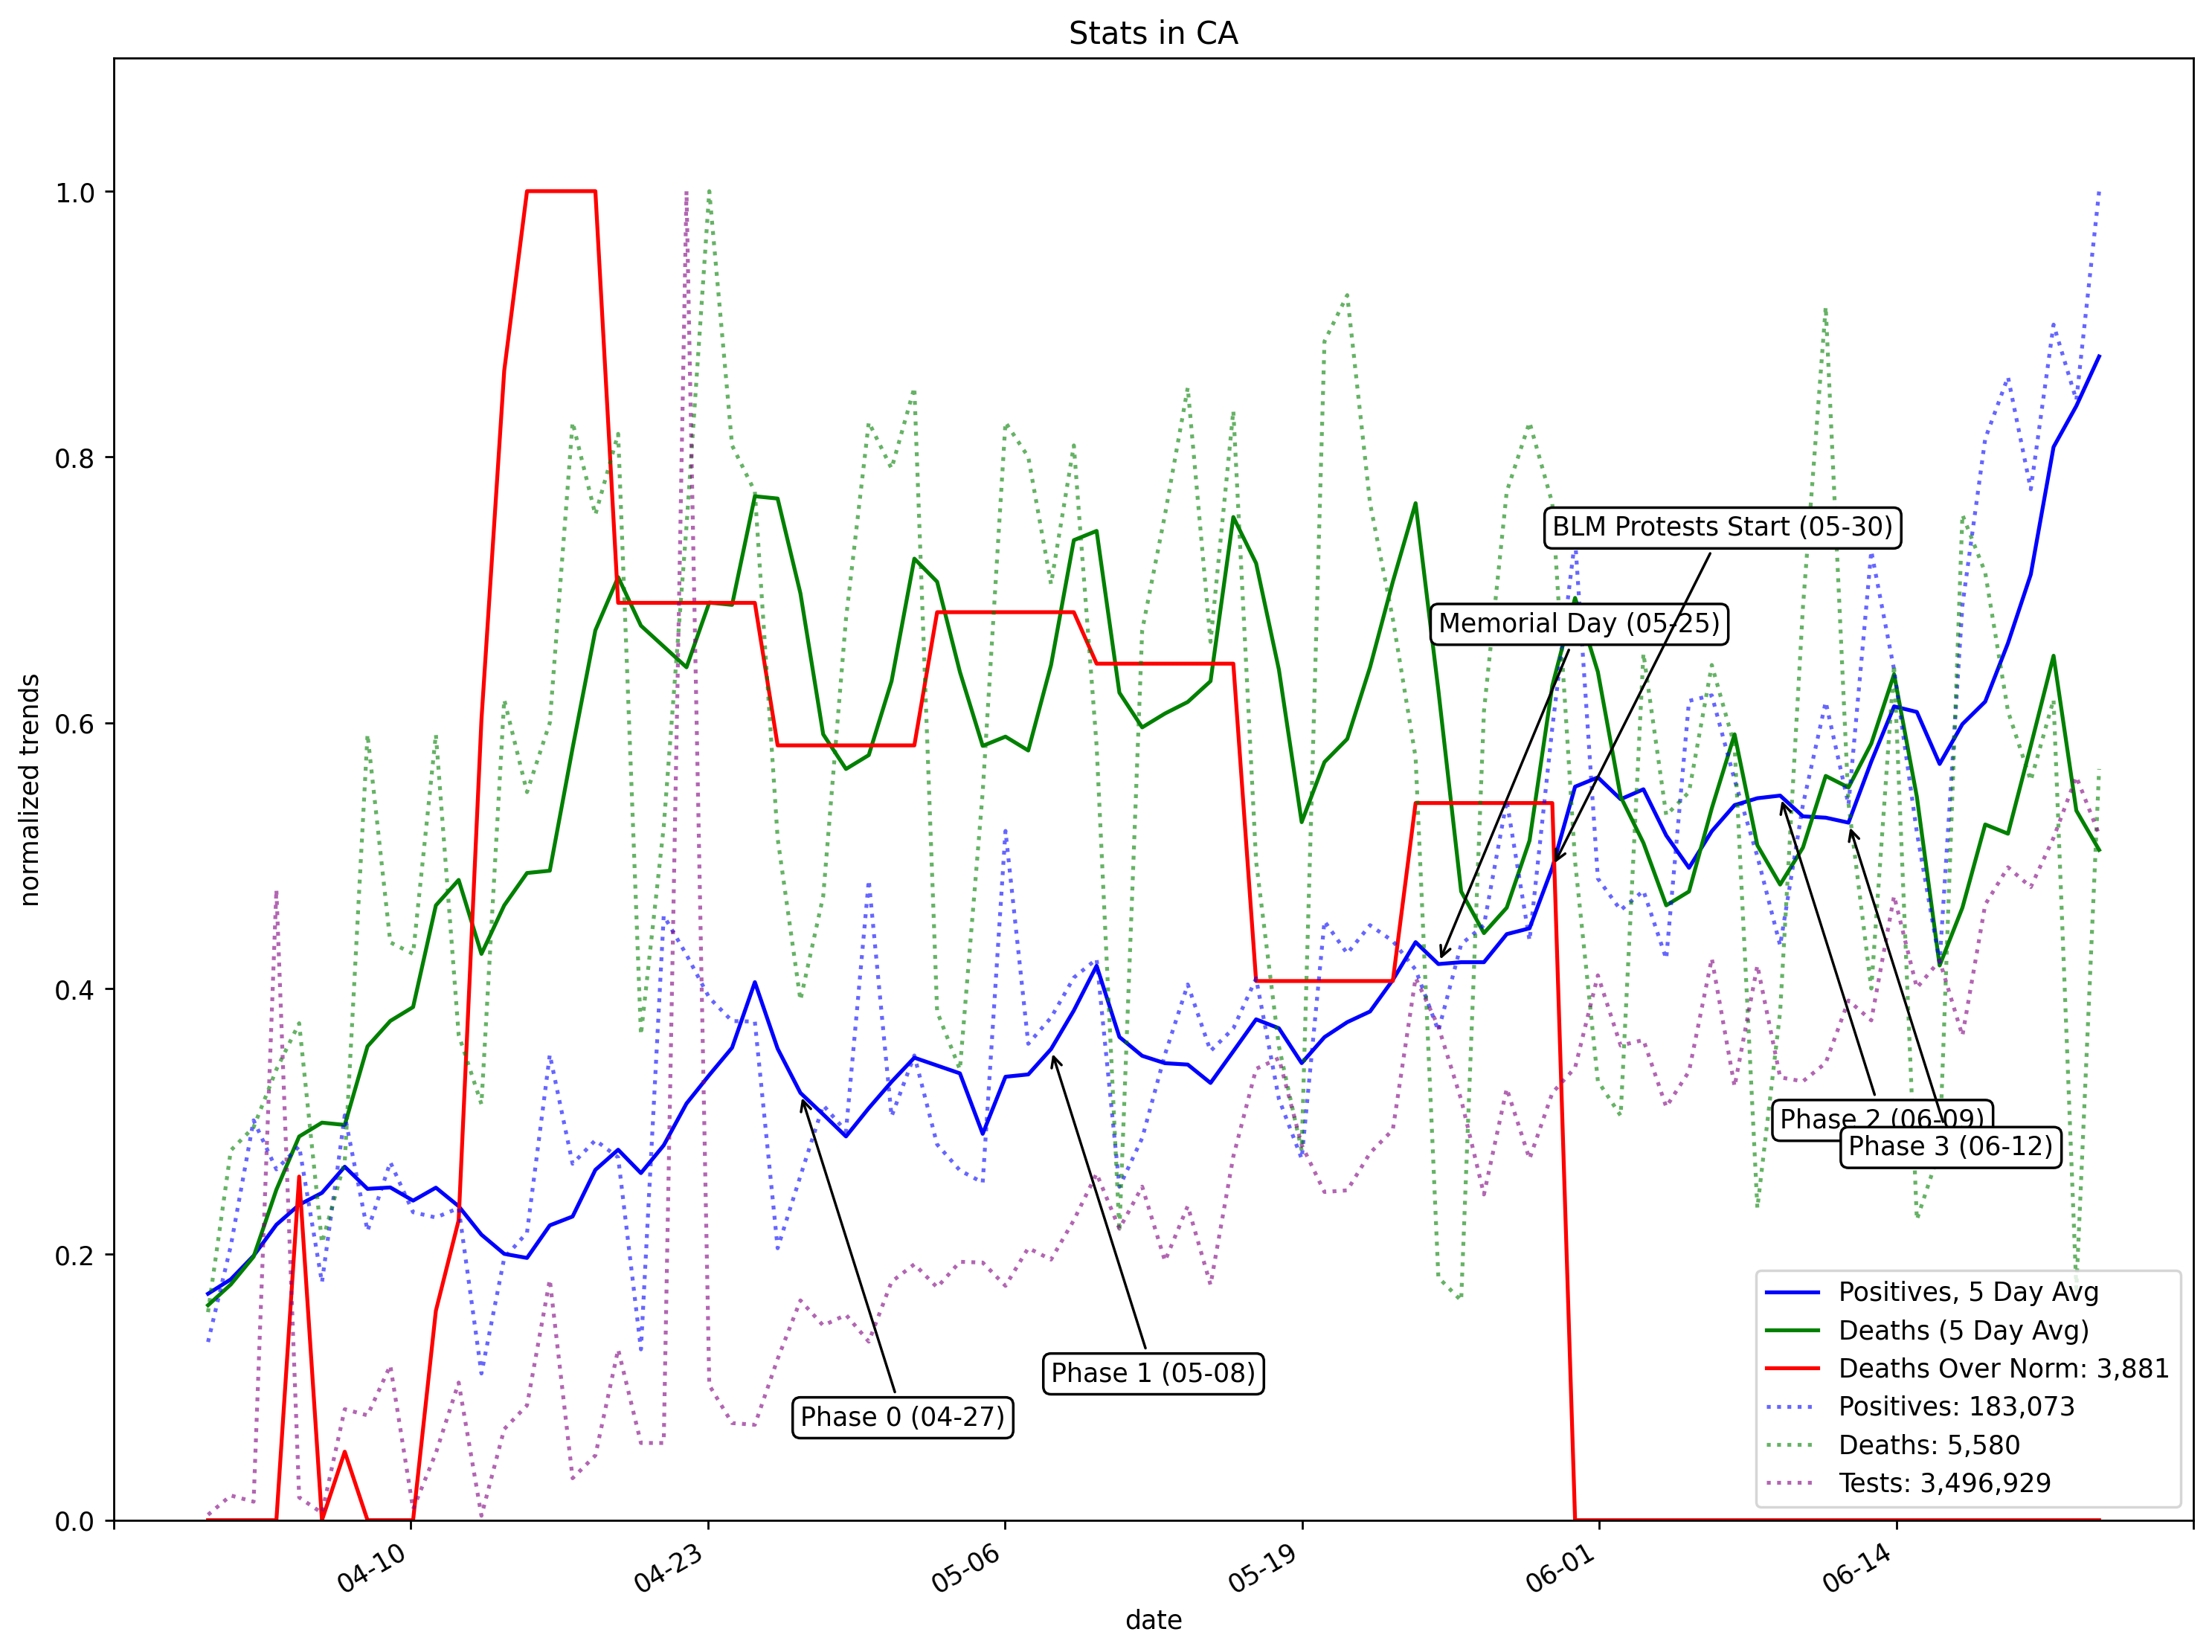 Stats in CA
1.0
0.8
0.6
0.4
0.2
0.0
normalized trends
BLM Protests Start (05-30)
Memorial Day (05-25)
Phase 2 (06-09)
Phase 3 (06-12)
Phase 1 (05-08)
Phase 0 (04-27)
Positives, 5 Day Avg
Deaths (5 Day Avg)
Deaths Over Norm: 3,881
Positives: 183,073
Deaths: 5,580
Tests: 3,496,929
04-10
04-23
05-06
05-19
06-01
06-14
date